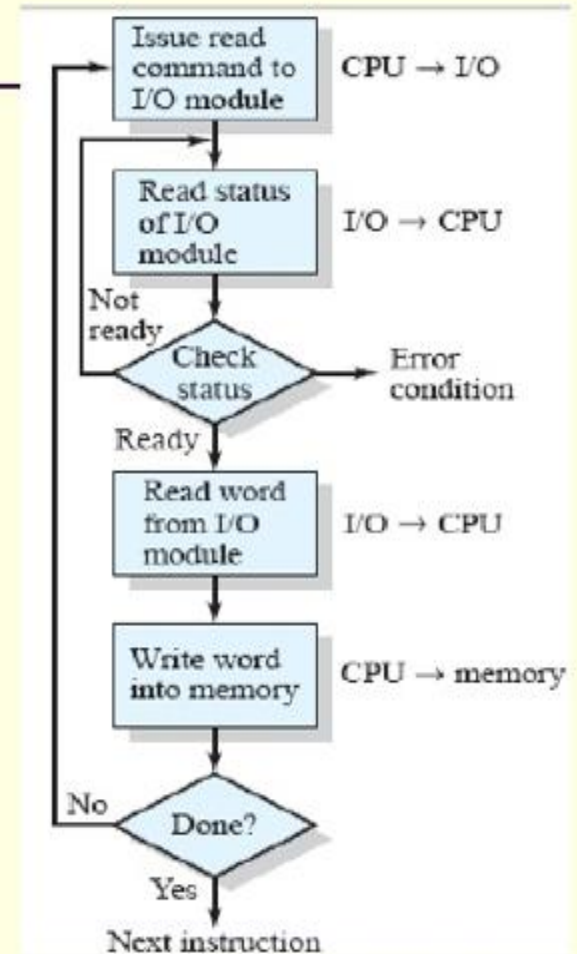 Issue read
command to
I/O module
CPU → I/O
Read status
of I/O
module
I/O → CPU
Not
ready
Check
status
Error
condition
Ready
Read word
from I/O
module
I/O → CPU
Write word
into memory
CPU → memory
No
Done?
Yes
Next instruction